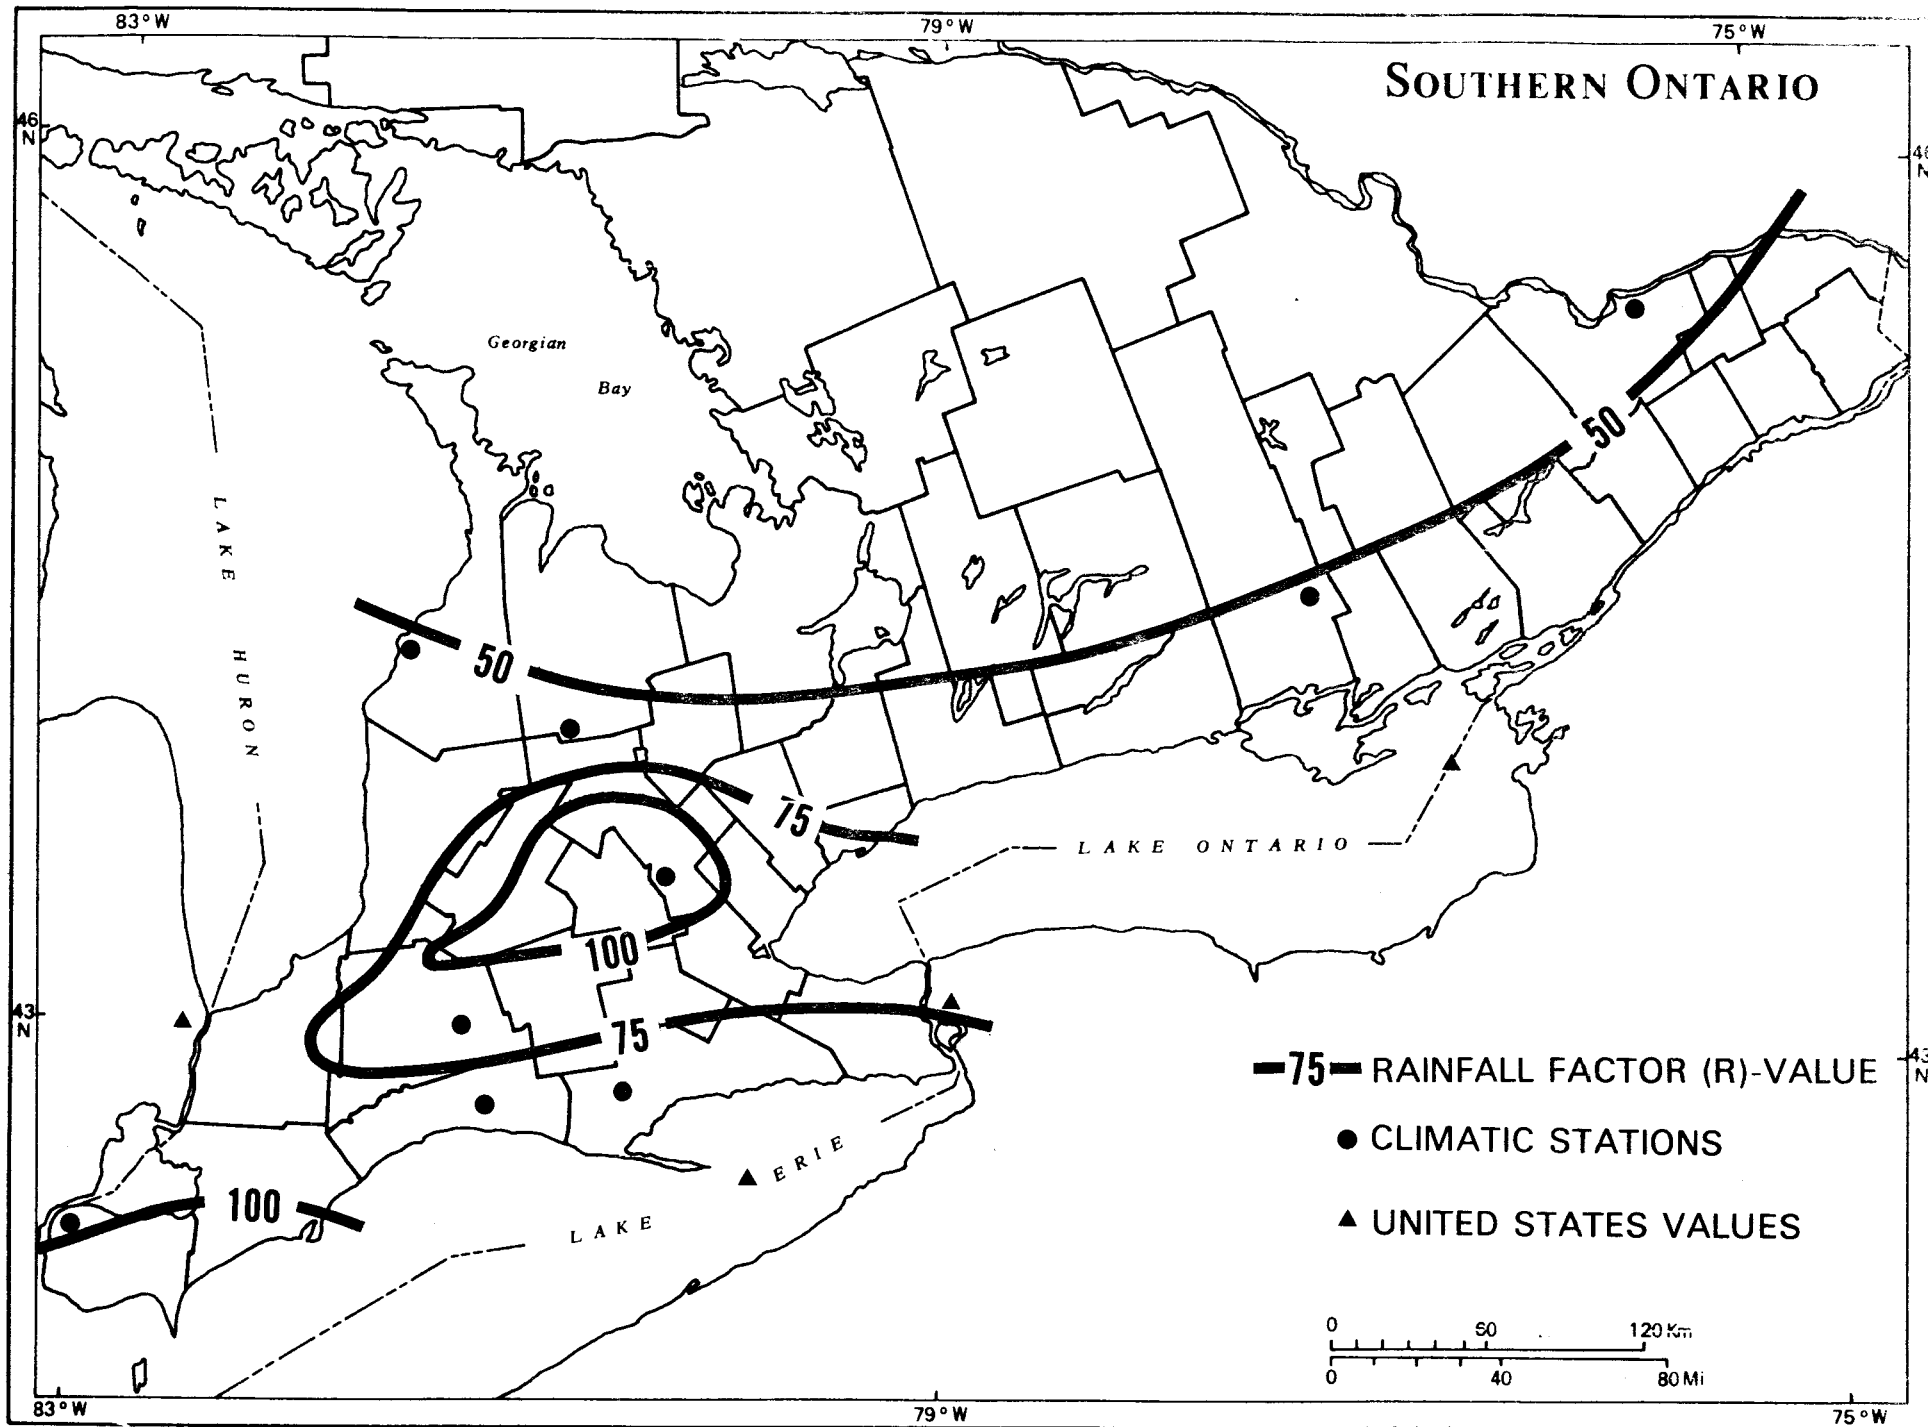 83°W
79°W
75°W
SOUTHERN ONTARIO
46
N
46
N
Georgian
Bay
50
LAKE HURON
50
75
LAKE ONTARIO
100
43
N
75
43
N
75 RAINFALL FACTOR (R)-VALUE
CLIMATIC STATIONS
ERIE
100
UNITED STATES VALUES
LAKE
0 60 120 Km
0 40 80 Mi
83°W
79°W
75°W